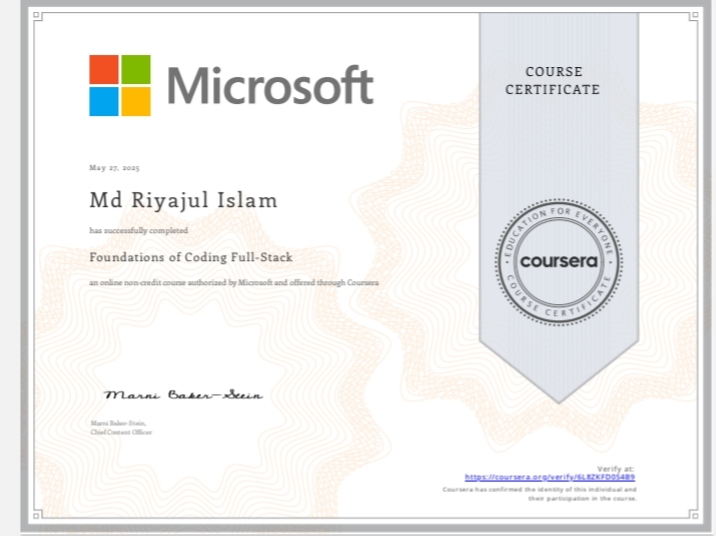 Microsoft
COURSE
CERTIFICATE
May 27, 2025
Md Riyajul Islam
has successfully completed
Foundations of Coding Full-Stack
an online non-credit course authorized by Microsoft and offered through Coursera
EDUCATION FOR EVERYONE
coursera
COURSE CERTIFICATE
Marni Baker-Stein
Marni Baker-Stein,
Chief Content Officer
Verify at:
https://coursera.org/verify/6L8ZKFD0S4B9
Coursera has confirmed the identity of this individual and
their participation in the course.